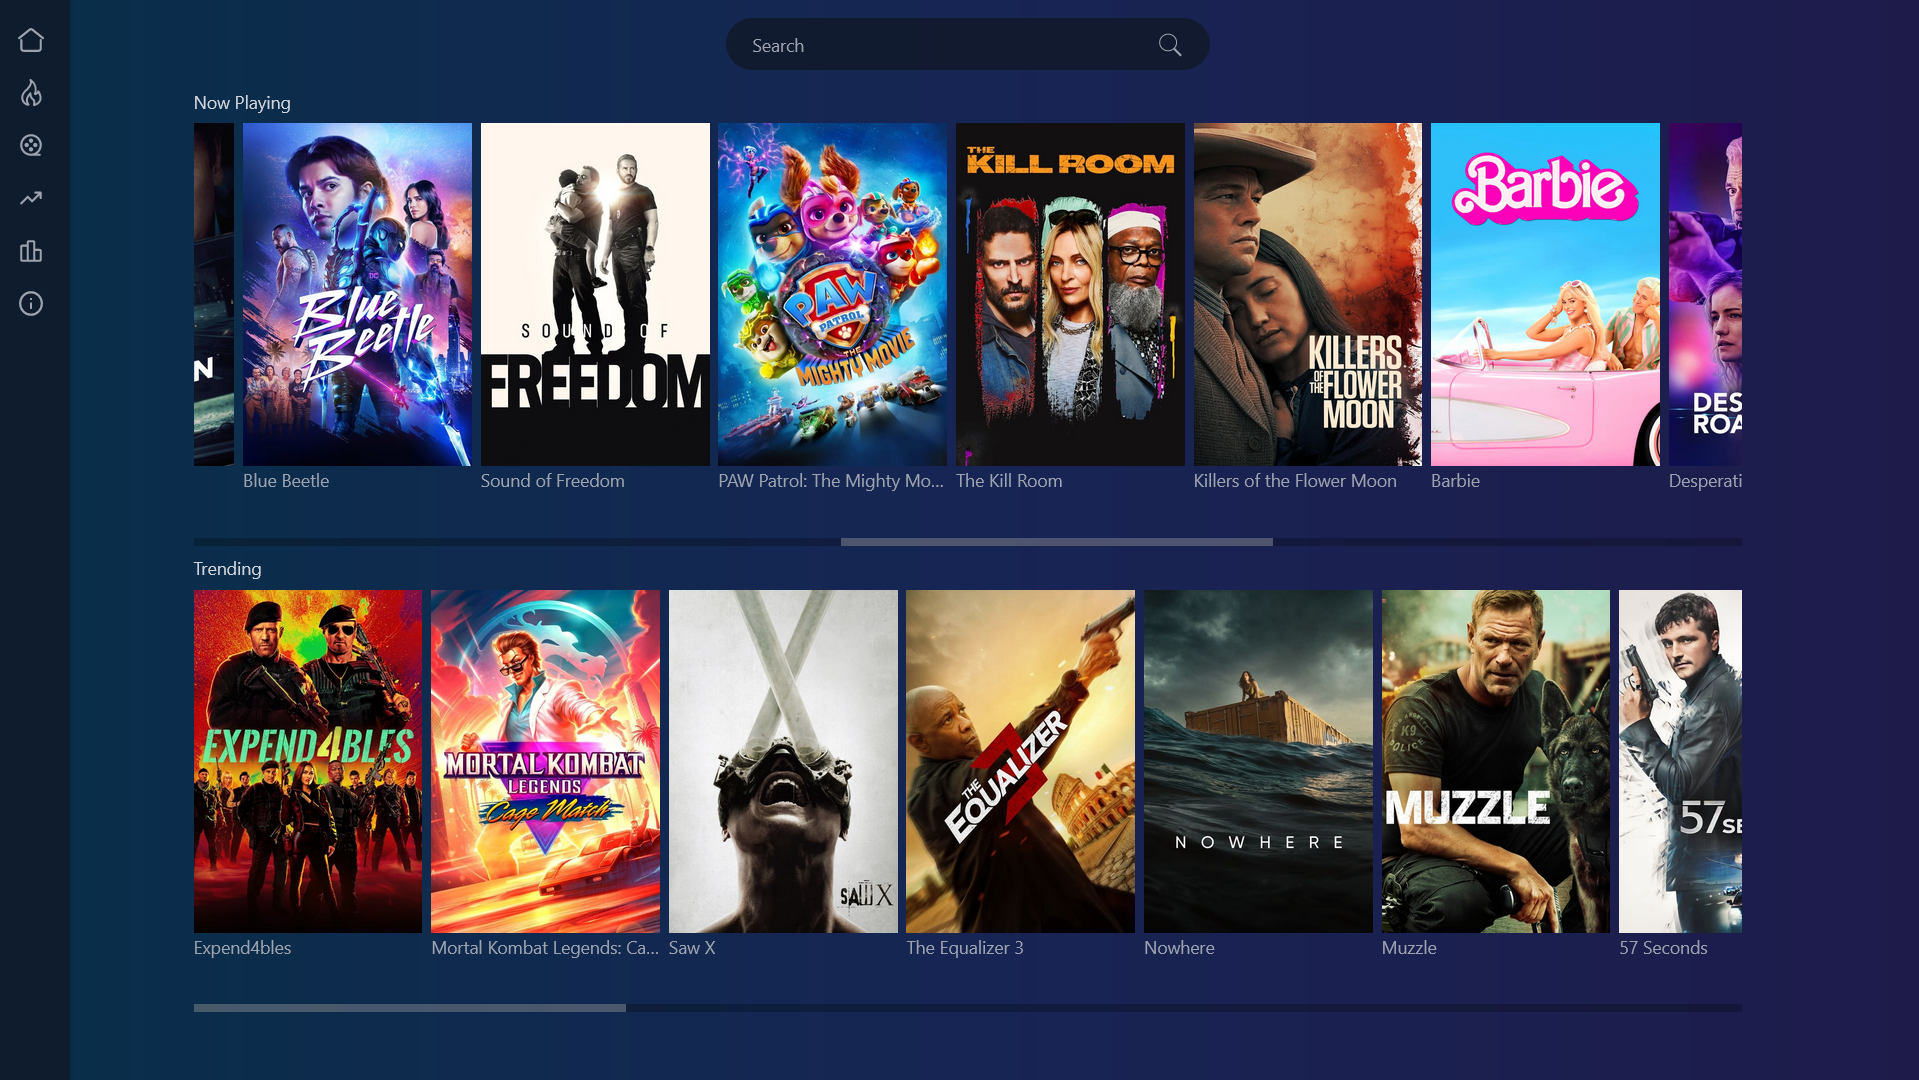 Search
Now Playing
N
BLUE
BEETLE
DC
SOUND OF
FREEDOM
PAW
PATROL
THE
MIGHTY MOVIE
THE
KILL ROOM
KILLERS
OF THE FLOWER
MOON
Barbie
DES
ROA
Blue Beetle
Sound of Freedom
PAW Patrol: The Mighty Mo...
The Kill Room
Killers of the Flower Moon
Barbie
Desperati
Trending
EXPEND4BLES
MORTAL KOMBAT
LEGENDS
Cage Match
SAW X
THE
EQUALIZER
3
NOWHERE
K9
POLICE
MUZZLE
57 SE
Expend4bles
Mortal Kombat Legends: Ca...
Saw X
The Equalizer 3
Nowhere
Muzzle
57 Seconds